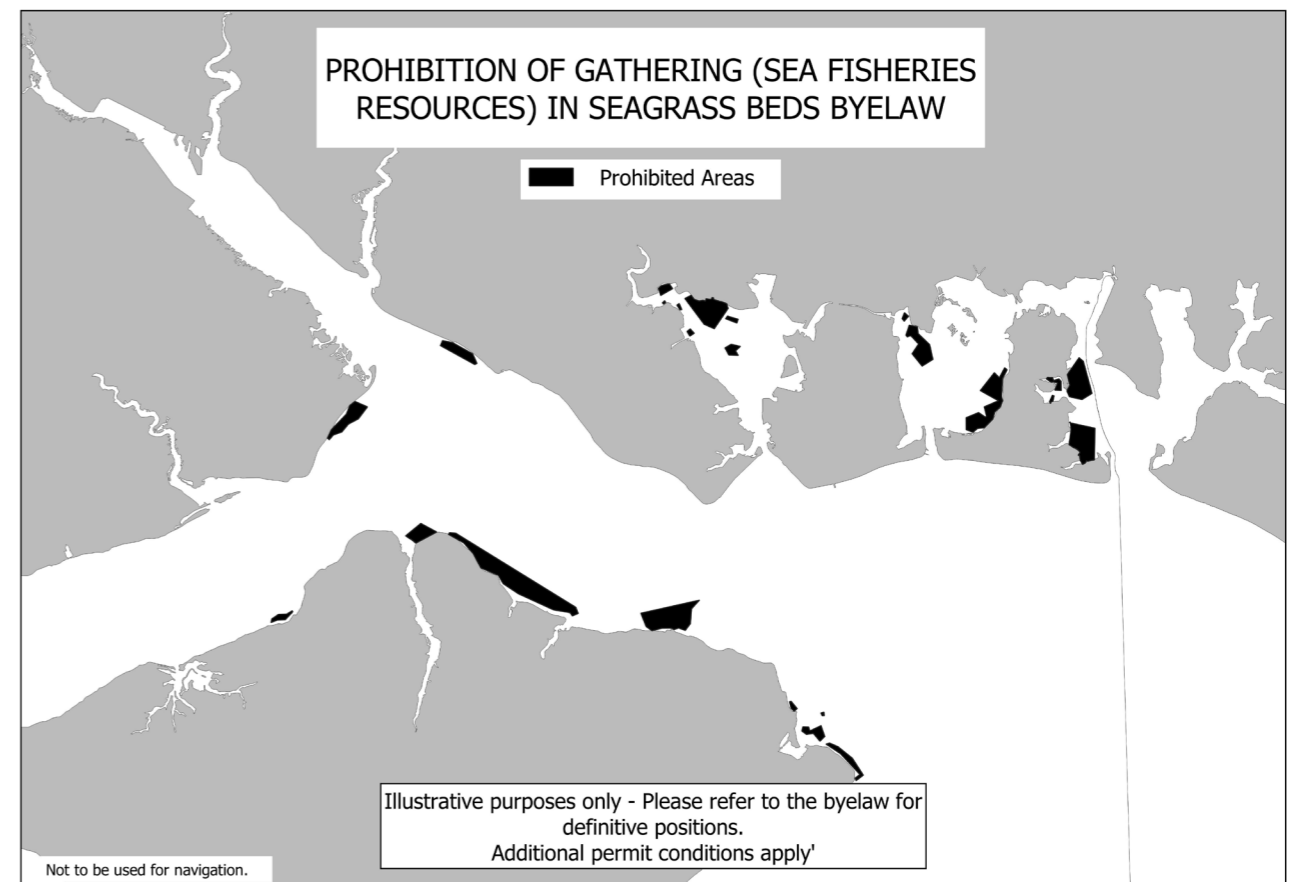 PROHIBITION OF GATHERING (SEA FISHERIES
RESOURCES) IN SEAGRASS BEDS BYELAW
Prohibited Areas
Illustrative purposes only - Please refer to the byelaw for
definitive positions.
Additional permit conditions apply'
Not to be used for navigation.